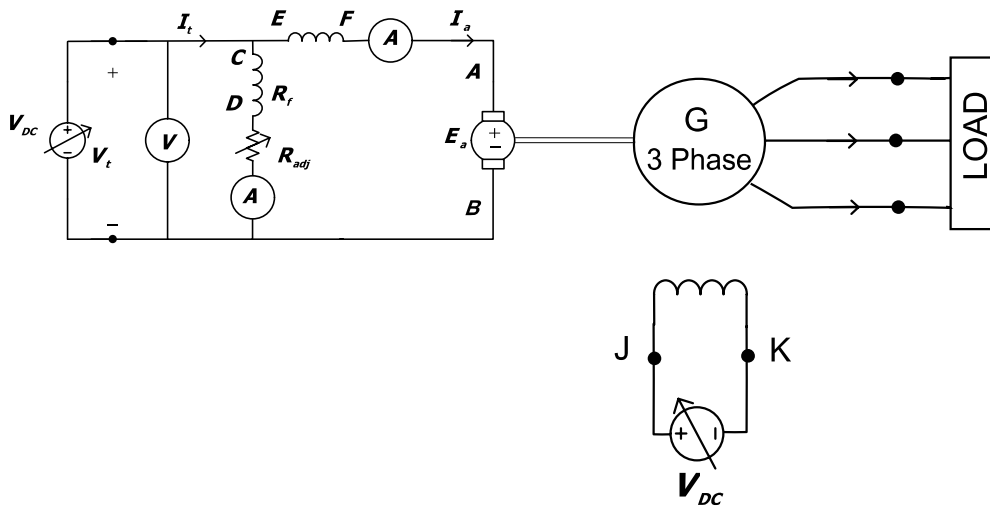 I_t
E
F
A
I_a
+
C
A
D
R_f
V_DC
+
−
V_t
V
R_adj
E_a
+
−
A
B
−
G
3 Phase
LOAD
J
K
+
−
V_DC